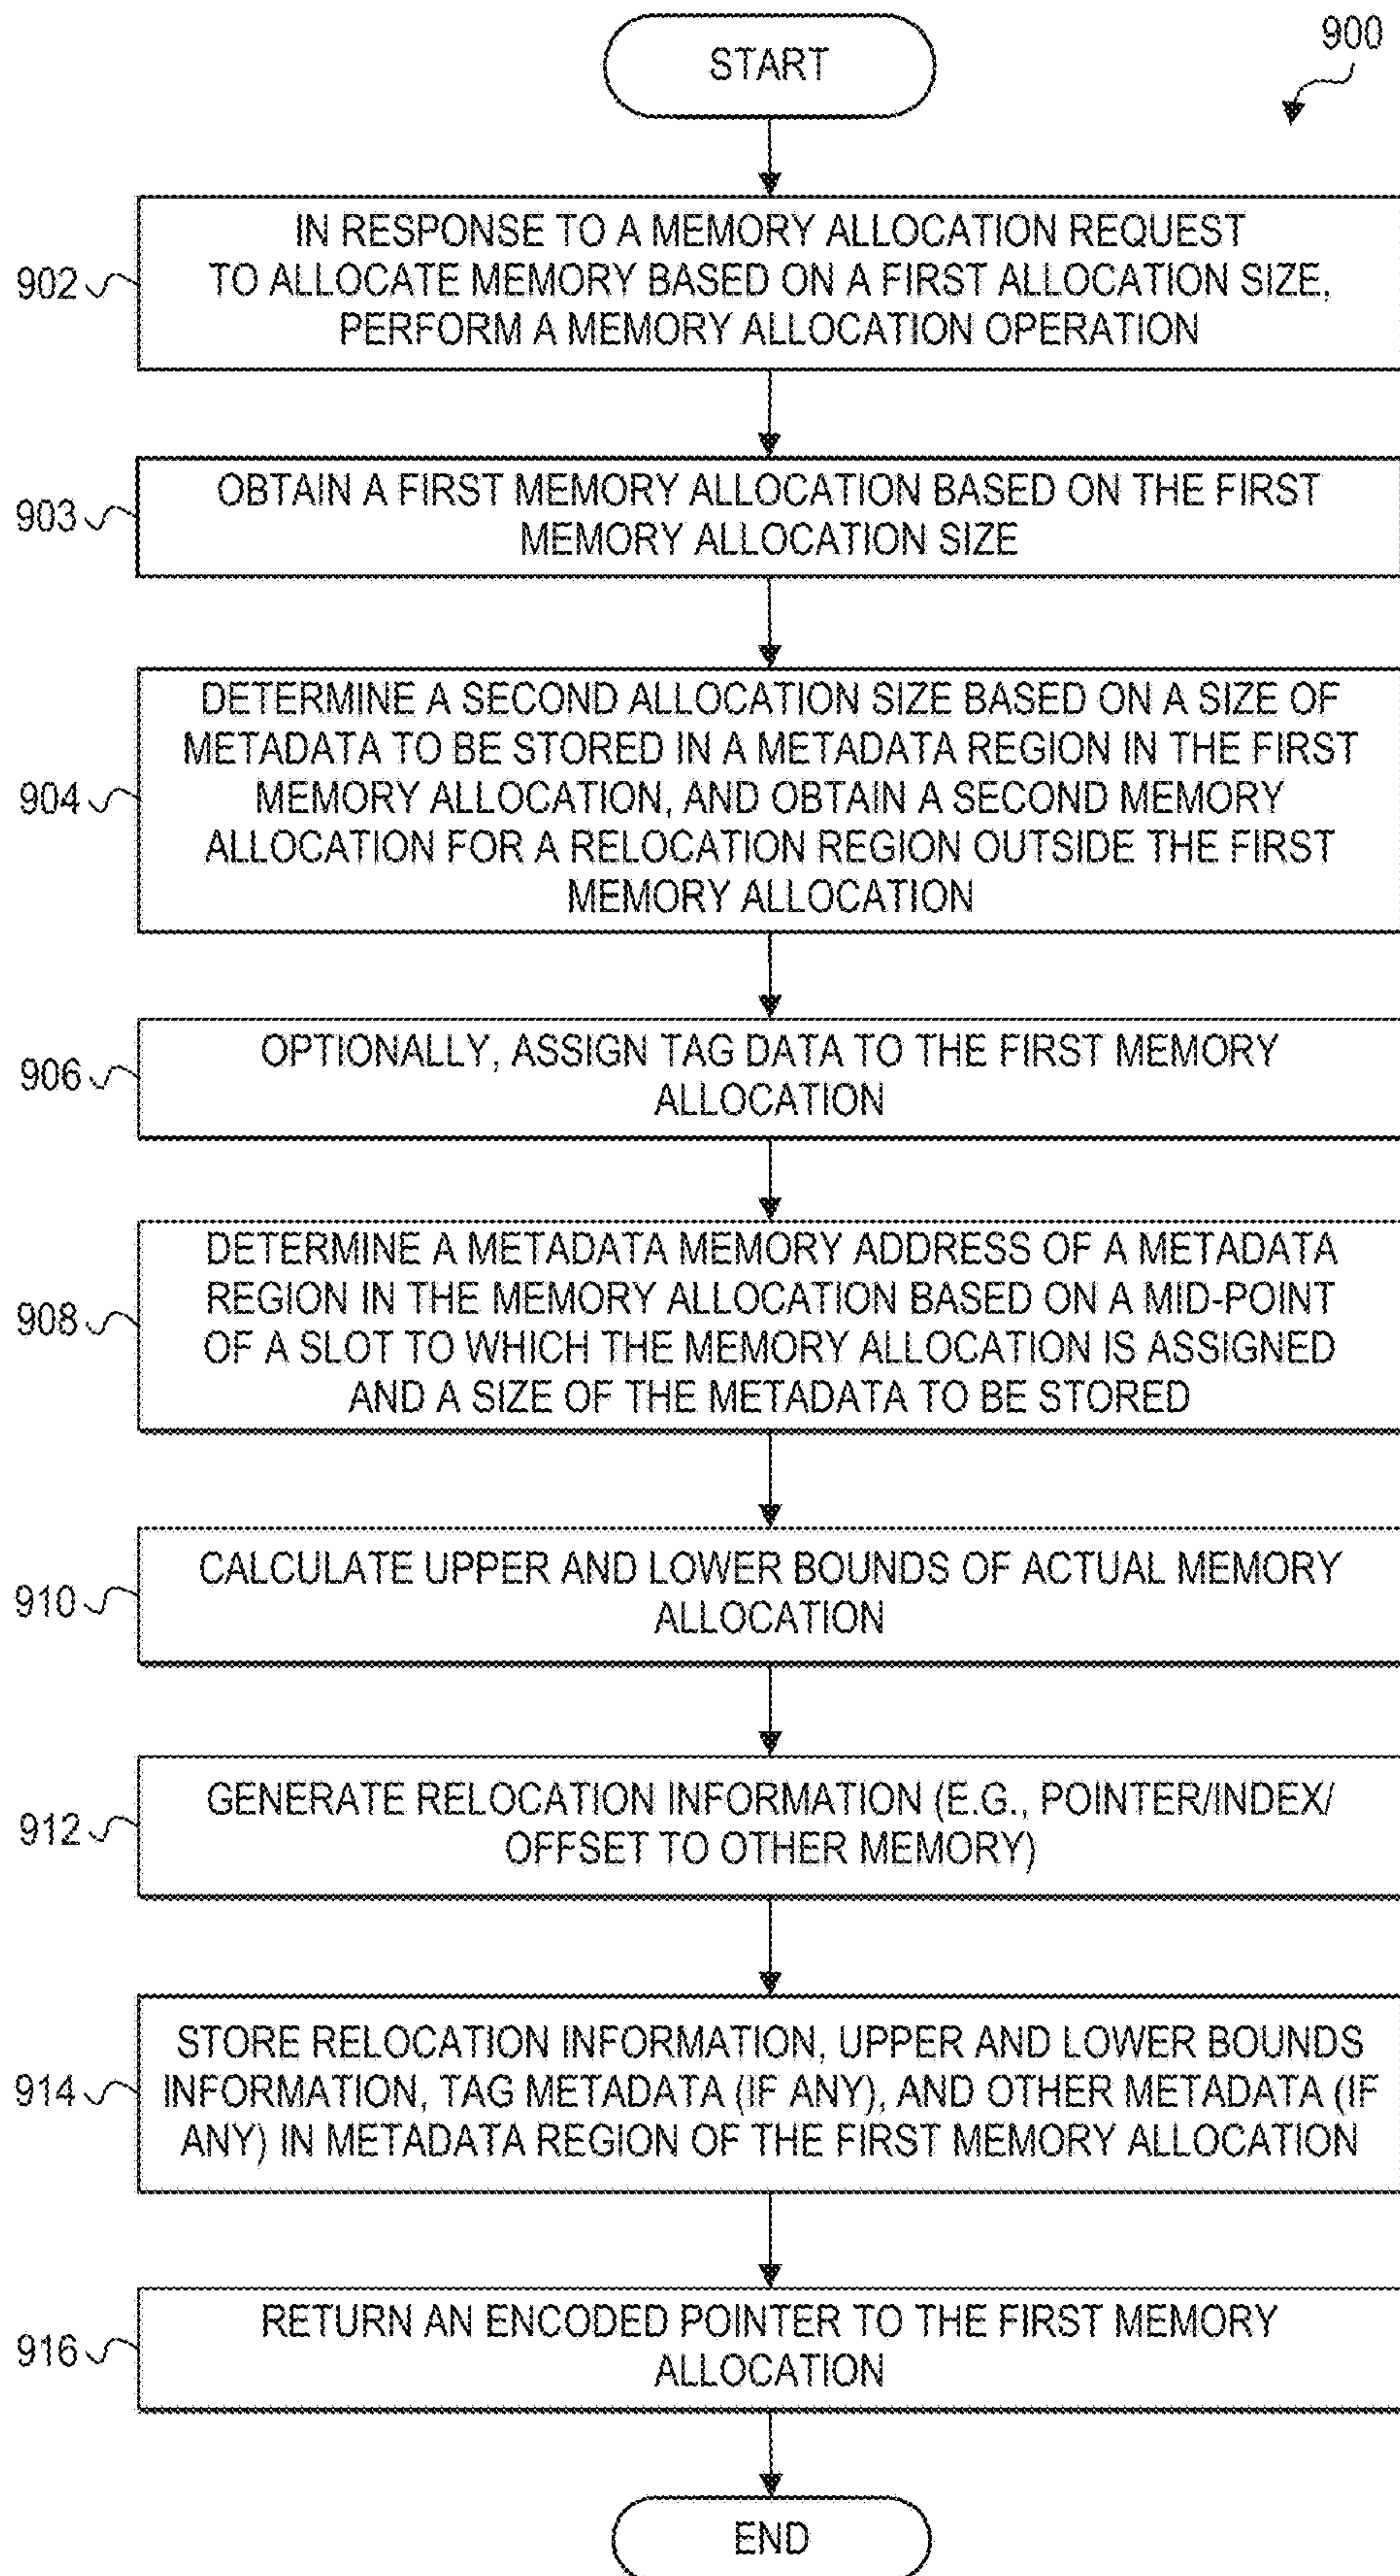 START
900
902
IN RESPONSE TO A MEMORY ALLOCATION REQUEST
TO ALLOCATE MEMORY BASED ON A FIRST ALLOCATION SIZE,
PERFORM A MEMORY ALLOCATION OPERATION
903
OBTAIN A FIRST MEMORY ALLOCATION BASED ON THE FIRST
MEMORY ALLOCATION SIZE
904
DETERMINE A SECOND ALLOCATION SIZE BASED ON A SIZE OF
METADATA TO BE STORED IN A METADATA REGION IN THE FIRST
MEMORY ALLOCATION, AND OBTAIN A SECOND MEMORY
ALLOCATION FOR A RELOCATION REGION OUTSIDE THE FIRST
MEMORY ALLOCATION
906
OPTIONALLY, ASSIGN TAG DATA TO THE FIRST MEMORY
ALLOCATION
908
DETERMINE A METADATA MEMORY ADDRESS OF A METADATA
REGION IN THE MEMORY ALLOCATION BASED ON A MID-POINT
OF A SLOT TO WHICH THE MEMORY ALLOCATION IS ASSIGNED
AND A SIZE OF THE METADATA TO BE STORED
910
CALCULATE UPPER AND LOWER BOUNDS OF ACTUAL MEMORY
ALLOCATION
912
GENERATE RELOCATION INFORMATION (E.G., POINTER/INDEX/
OFFSET TO OTHER MEMORY)
914
STORE RELOCATION INFORMATION, UPPER AND LOWER BOUNDS
INFORMATION, TAG METADATA (IF ANY), AND OTHER METADATA (IF
ANY) IN METADATA REGION OF THE FIRST MEMORY ALLOCATION
916
RETURN AN ENCODED POINTER TO THE FIRST MEMORY
ALLOCATION
END